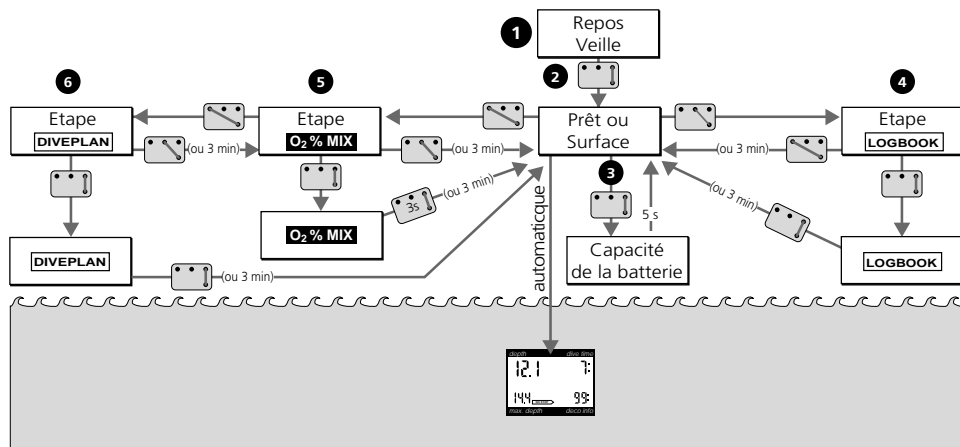 1
Repos
Veille
2
6
5
4
Etape
DIVEPLAN
Etape
O2 % MIX
Prêt ou
Surface
Etape
LOGBOOK
(ou 3 min)
(ou 3 min)
(ou 3 min)
3
3s
(ou 3 min)
5 s
(ou 3 min)
O2 % MIX
DIVEPLAN
(ou 3 min)
automaticque
Capacité
de la batterie
LOGBOOK
depth dive time
12.1 7:
14.4 99:
max. depth deco info